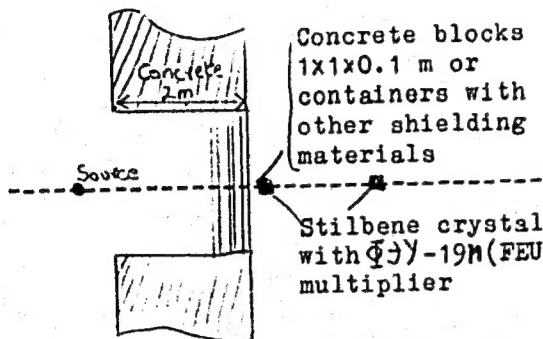 Concrete blocks
1x1x0.1 m or
containers with
other shielding
materials
Concrete
2m
Source
Stilbene crystal
with ФЭУ-19М(FEU
multiplier